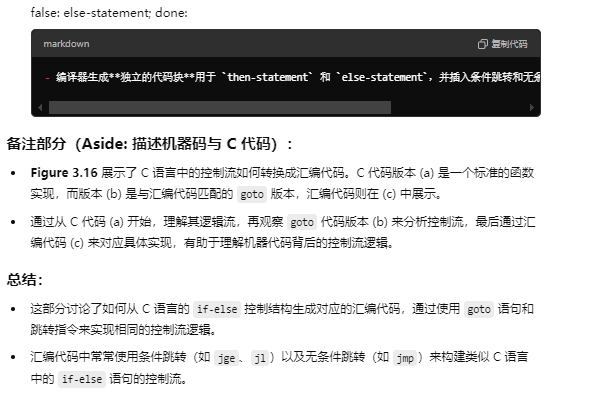 false: else-statement; done:
markdown
复制代码
- 编译器生成**独立的代码块**用于 `then-statement` 和 `else-statement`，并插入条件跳转和无条
备注部分（Aside: 描述机器码与 C 代码）：
• Figure 3.16 展示了 C 语言中的控制流如何转换成汇编代码。C 代码版本 (a) 是一个标准的函数
实现，而版本 (b) 是与汇编代码匹配的 goto 版本，汇编代码则在 (c) 中展示。
• 通过从 C 代码 (a) 开始，理解其逻辑流，再观察 goto 代码版本 (b) 来分析控制流，最后通过汇
编代码 (c) 来对应具体实现，有助于理解机器代码背后的控制流逻辑。
总结：
• 这部分讨论了如何从 C 语言的 if-else 控制结构生成对应的汇编代码，通过使用 goto 语句和
跳转指令来实现相同的控制流逻辑。
• 汇编代码中常常使用条件跳转（如 jge、jl）以及无条件跳转（如 jmp）来构建类似 C 语言
中的 if-else 语句的控制流。